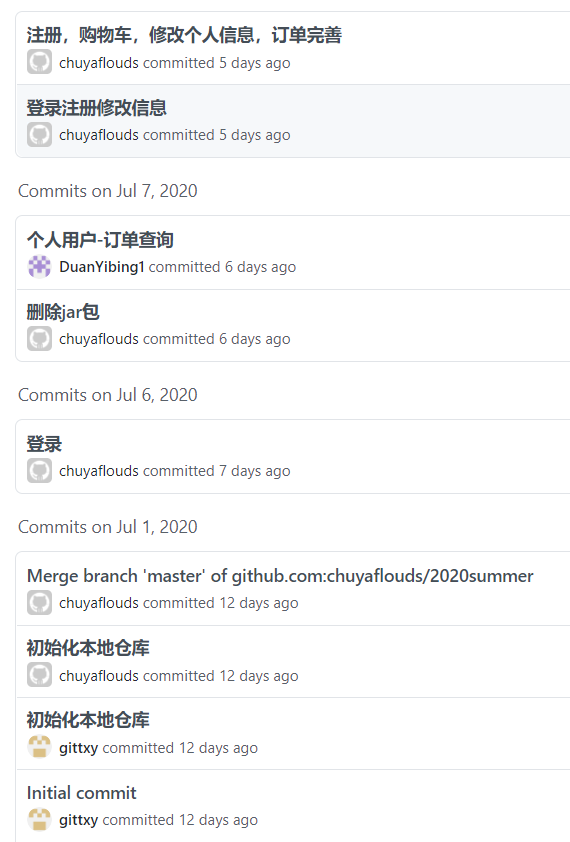 注册，购物车，修改个人信息，订单完善
chuyaflouds committed 5 days ago
登录注册修改信息
chuyaflouds committed 5 days ago
Commits on Jul 7, 2020
个人用户-订单查询
DuanYibing1 committed 6 days ago
删除jar包
chuyaflouds committed 6 days ago
Commits on Jul 6, 2020
登录
chuyaflouds committed 7 days ago
Commits on Jul 1, 2020
Merge branch 'master' of github.com:chuyaflouds/2020summer
chuyaflouds committed 12 days ago
初始化本地仓库
chuyaflouds committed 12 days ago
初始化本地仓库
gittxy committed 12 days ago
Initial commit
gittxy committed 12 days ago